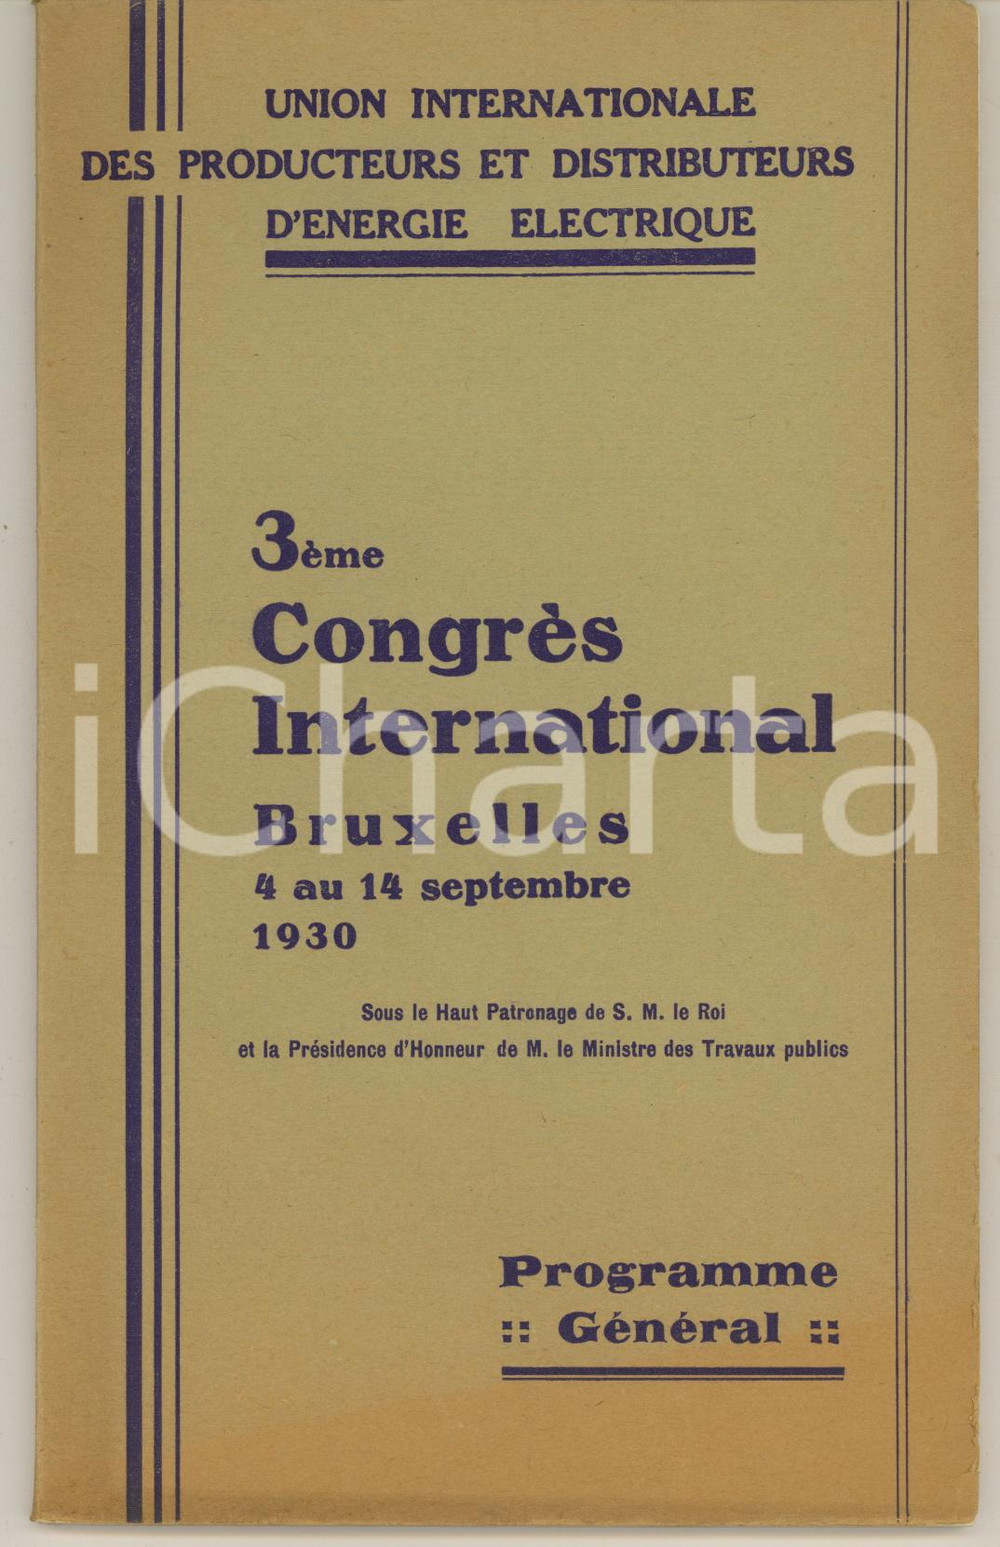 UNION INTERNATIONALE
DES PRODUCTEURS ET DISTRIBUTEURS
D'ENERGIE ELECTRIQUE
3ème
Congrès
International
Bruxelles
4 au 14 septembre
1930
Sous le Haut Patronage de S. M. le Roi
et la Présidence d'Honneur de M. le Ministre des Travaux publics
Programme
:: Général ::
iCharta